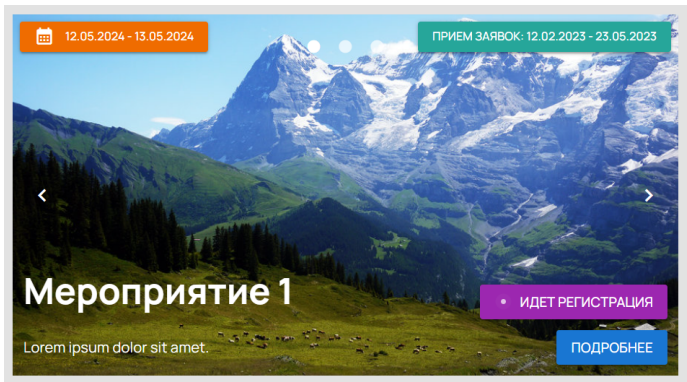 12.05.2024 - 13.05.2024
ПРИЕМ ЗАЯВОК: 12.02.2023 - 23.05.2023
Мероприятие 1
ИДЕТ РЕГИСТРАЦИЯ
Lorem ipsum dolor sit amet.
ПОДРОБНЕЕ